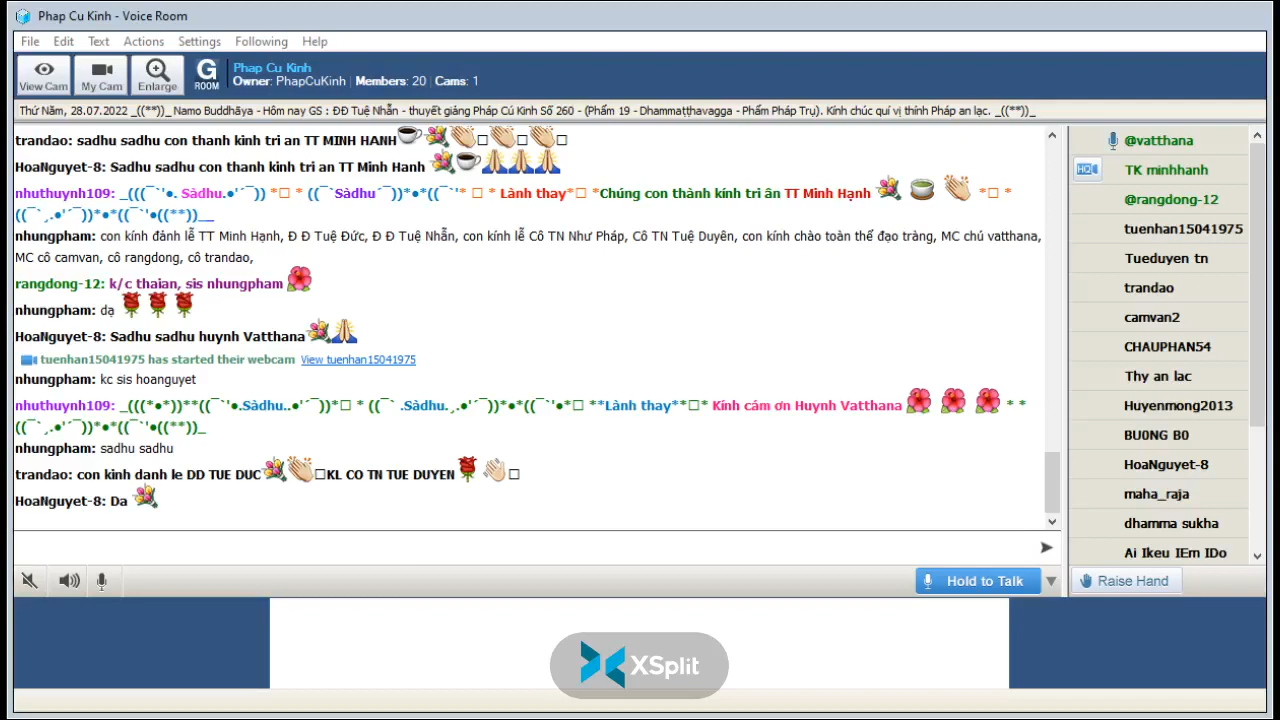 Phap Cu Kinh - Voice Room
File Edit Text Actions Settings Following Help
View Cam My Cam Enlarge G ROOM
Phap Cu Kinh
Owner: PhapCuKinh | Members: 20 | Cams: 1
Thứ Năm, 28.07.2022 _((**))_ Namo Buddhāya - Hôm nay GS : ĐĐ Tuệ Nhẫn - thuyết giảng Pháp Cú Kinh Số 260 - (Phẩm 19 - Dhammaṭṭhavagga - Phẩm Pháp Trụ). Kính chúc quí vị thính Pháp an lạc. _((**))_
trandao: sadhu sadhu con thanh kinh tri an TT MINH HANH
HoaNguyet-8: Sadhu sadhu con thanh kinh tri an TT Minh Hanh
nhuthuynh109: _(((¯`'•. Sàdhu.•'´¯)) *□ * ((¯`Sàdhu´¯))*•*((¯`'* □ * Lành thay*□ *Chúng con thành kính tri ân TT Minh Hạnh *□ *
((¯`¸.•'´¯))*•*((¯`'•((**))__
nhungpham: con kính đảnh lễ TT Minh Hạnh, Đ Đ Tuệ Đức, Đ Đ Tuệ Nhẫn, con kính lễ Cô TN Như Pháp, Cô TN Tuệ Duyên, con kính chào toàn thể đạo tràng, MC chú vatthana,
MC cô camvan, cô rangdong, cô trandao,
rangdong-12: k/c thaian, sis nhungpham
nhungpham: dạ
HoaNguyet-8: Sadhu sadhu huynh Vatthana
tuenhan15041975 has started their webcam View tuenhan15041975
nhungpham: kc sis hoanguyet
nhuthuynh109: _(((*•*))**((¯`'•.Sàdhu..•'´¯))*□ * ((¯` .Sàdhu.¸.•'´¯))*•*((¯`'•*□ **Lành thay**□* Kính cám ơn Huynh Vatthana * *
((¯`¸.•'´¯))*•*((¯`'•((**))_
nhungpham: sadhu sadhu
trandao: con kinh danh le DD TUE DUC □KL CO TN TUE DUYEN □
HoaNguyet-8: Da
Hold to Talk
@vatthana
HQ TK minhhanh
@rangdong-12
tuenhan15041975
Tueduyen tn
trandao
camvan2
CHAUPHAN54
Thy an lac
Huyenmong2013
BU0NG B0
HoaNguyet-8
maha_raja
dhamma sukha
Ai Ikeu IEm IDo
Raise Hand
XSplit